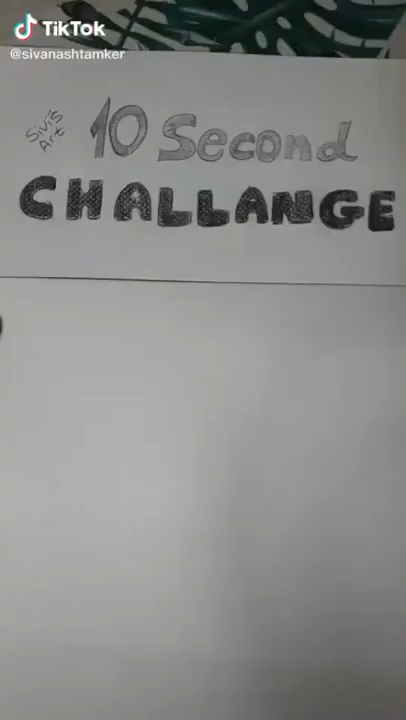 TikTok
@sivanashtamker
Sivi's
Art
10 Second
CHALLANGE